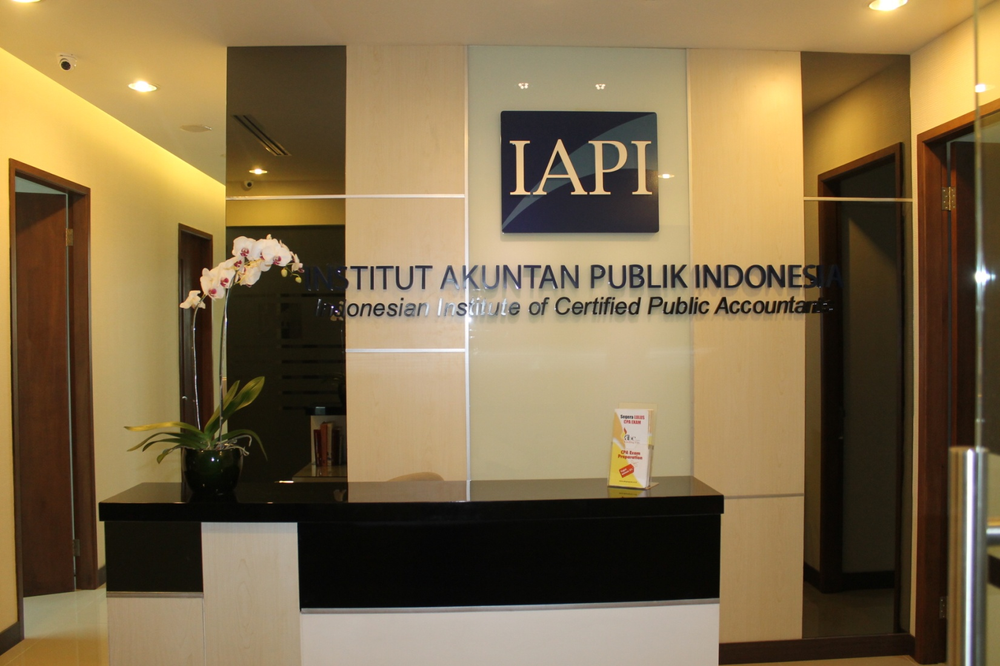 IAPI
INSTITUT AKUNTAN PUBLIK INDONESIA
Indonesian Institute of Certified Public Accountants
Segera LULUS
CPA EXAM
CPA Exam
Preparation